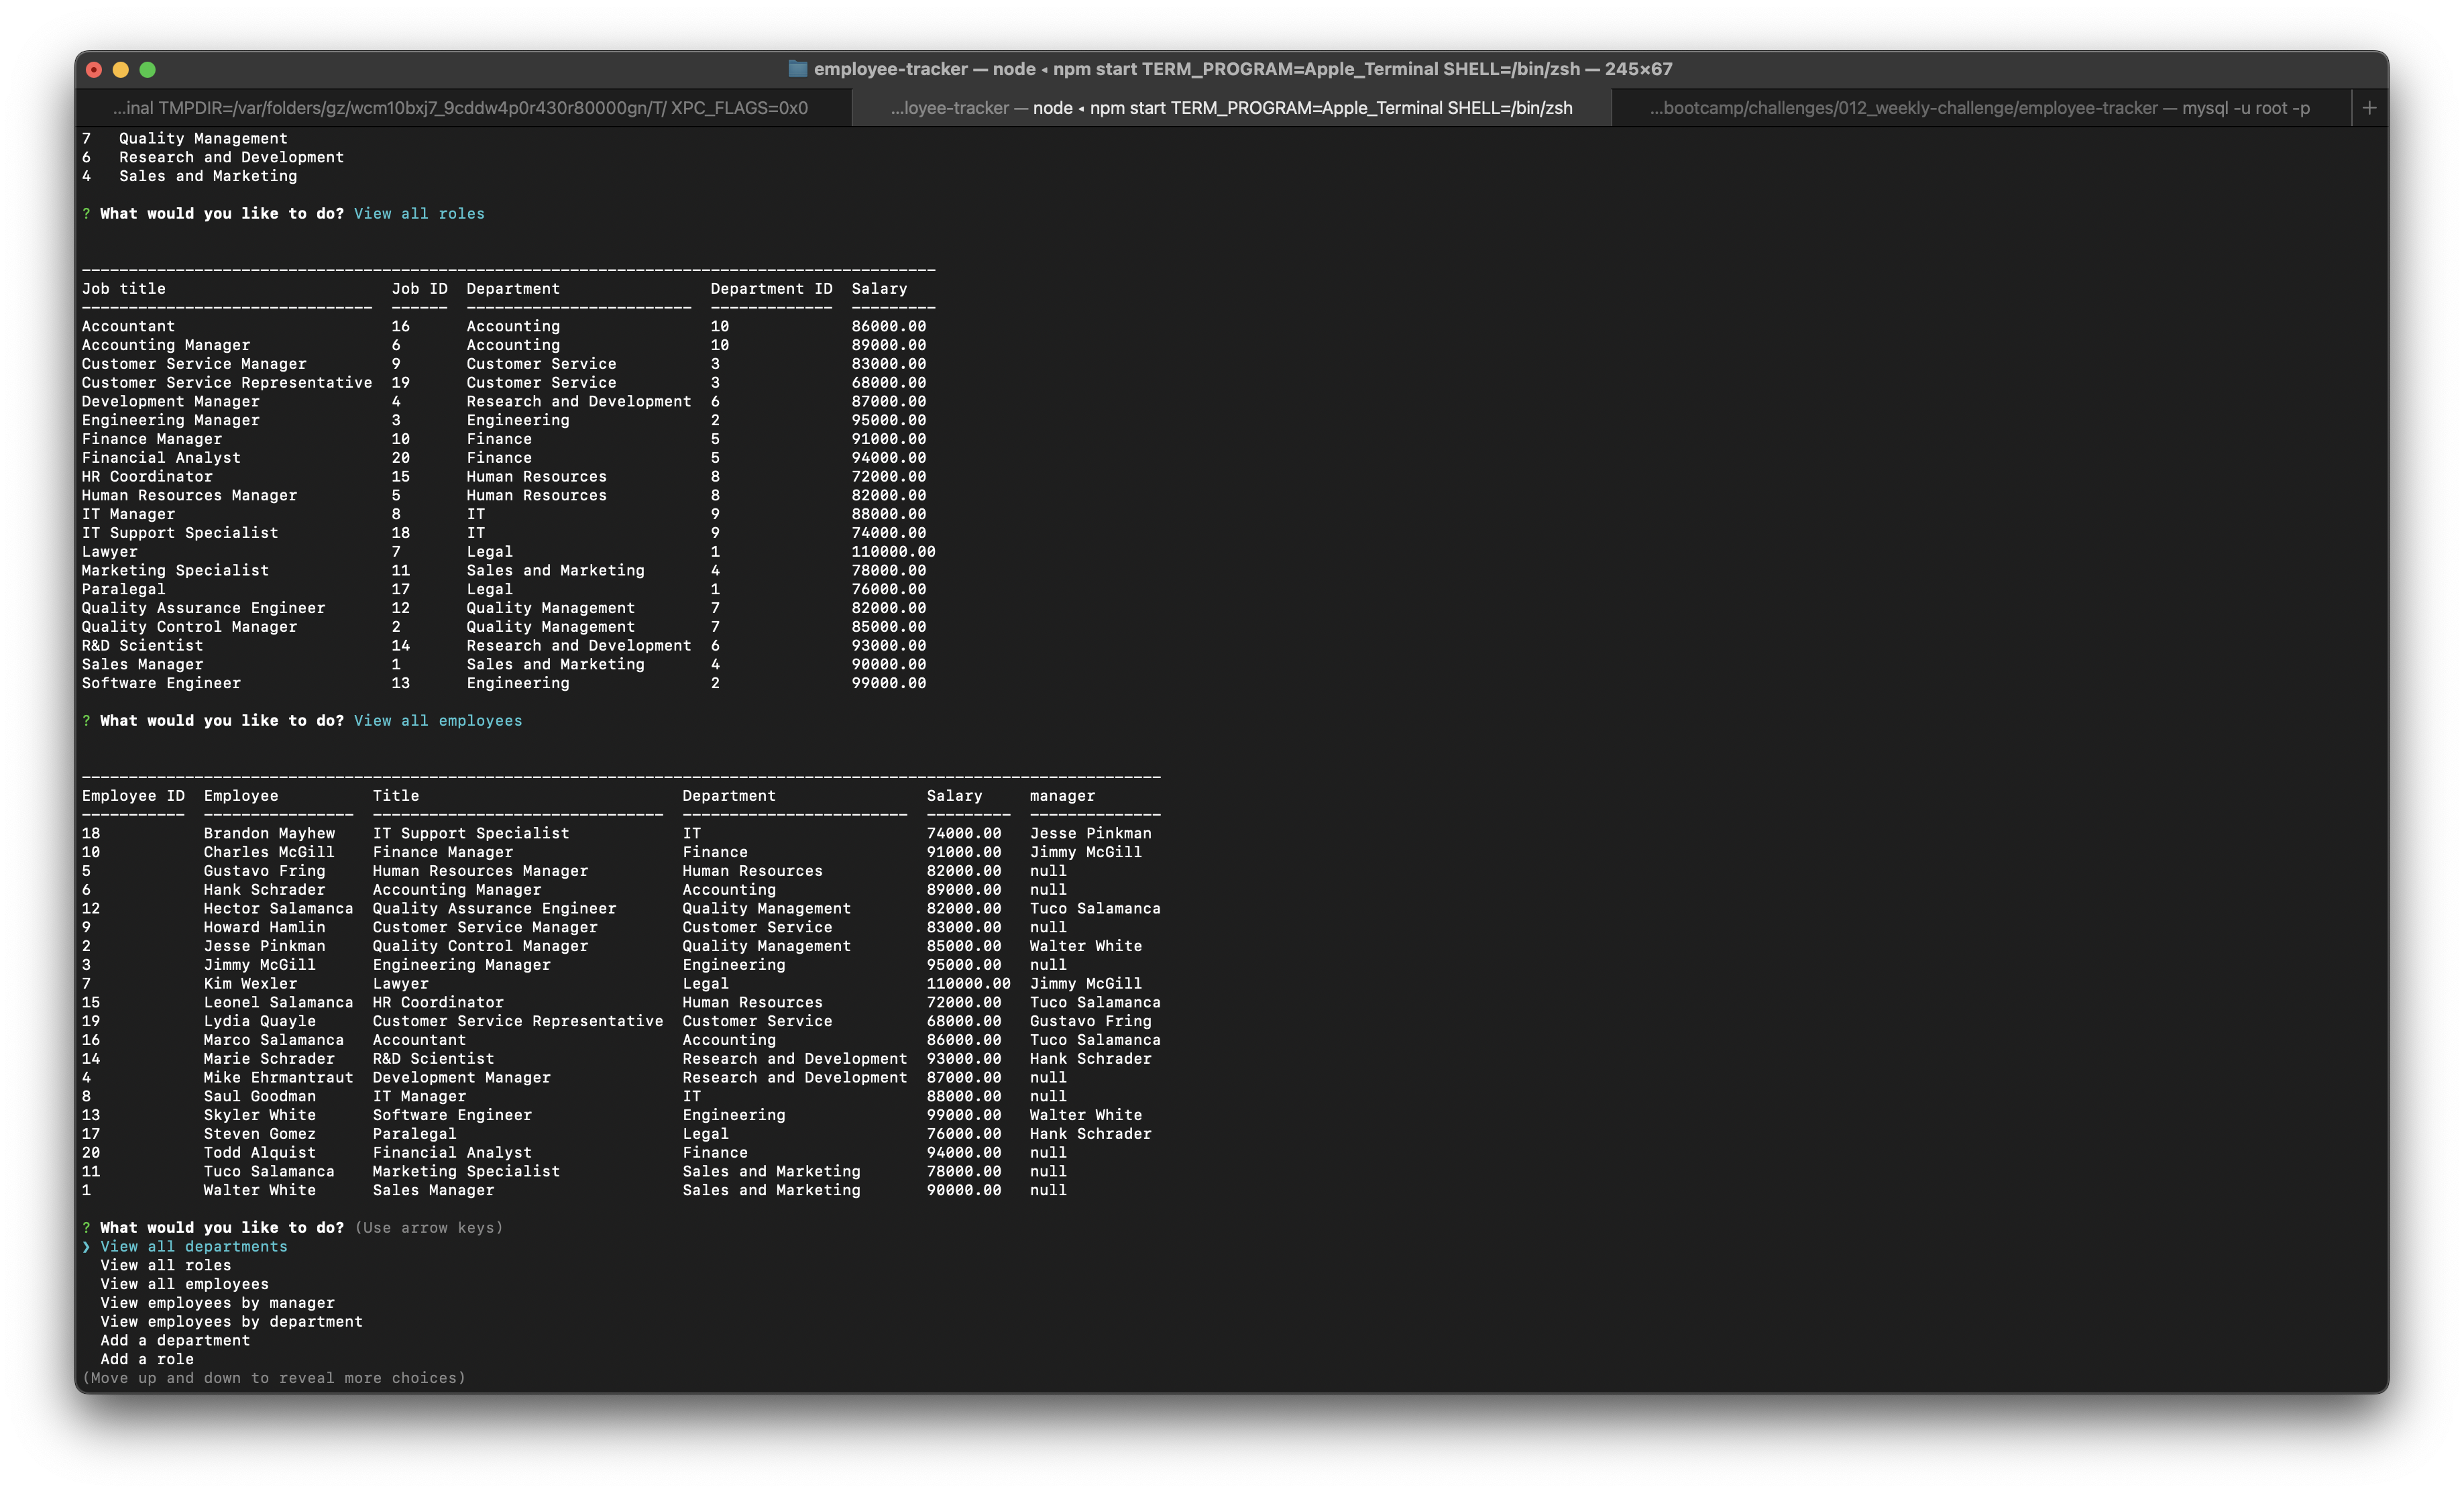 employee-tracker — node ◂ npm start TERM_PROGRAM=Apple_Terminal SHELL=/bin/zsh — 245×67
...inal TMPDIR=/var/folders/gz/wcm10bxj7_9cddw4p0r430r80000gn/T/ XPC_FLAGS=0x0 ...loyee-tracker — node ◂ npm start TERM_PROGRAM=Apple_Terminal SHELL=/bin/zsh ...bootcamp/challenges/012_weekly-challenge/employee-tracker — mysql -u root -p +
7 Quality Management
6 Research and Development
4 Sales and Marketing
? What would you like to do? View all roles
Job title Job ID Department Department ID Salary
Accountant 16 Accounting 10 86000.00
Accounting Manager 6 Accounting 10 89000.00
Customer Service Manager 9 Customer Service 3 83000.00
Customer Service Representative 19 Customer Service 3 68000.00
Development Manager 4 Research and Development 6 87000.00
Engineering Manager 3 Engineering 2 95000.00
Finance Manager 10 Finance 5 91000.00
Financial Analyst 20 Finance 5 94000.00
HR Coordinator 15 Human Resources 8 72000.00
Human Resources Manager 5 Human Resources 8 82000.00
IT Manager 8 IT 9 88000.00
IT Support Specialist 18 IT 9 74000.00
Lawyer 7 Legal 1 110000.00
Marketing Specialist 11 Sales and Marketing 4 78000.00
Paralegal 17 Legal 1 76000.00
Quality Assurance Engineer 12 Quality Management 7 82000.00
Quality Control Manager 2 Quality Management 7 85000.00
R&D Scientist 14 Research and Development 6 93000.00
Sales Manager 1 Sales and Marketing 4 90000.00
Software Engineer 13 Engineering 2 99000.00
? What would you like to do? View all employees
Employee ID Employee Title Department Salary manager
18 Brandon Mayhew IT Support Specialist IT 74000.00 Jesse Pinkman
10 Charles McGill Finance Manager Finance 91000.00 Jimmy McGill
5 Gustavo Fring Human Resources Manager Human Resources 82000.00 null
6 Hank Schrader Accounting Manager Accounting 89000.00 null
12 Hector Salamanca Quality Assurance Engineer Quality Management 82000.00 Tuco Salamanca
9 Howard Hamlin Customer Service Manager Customer Service 83000.00 null
2 Jesse Pinkman Quality Control Manager Quality Management 85000.00 Walter White
3 Jimmy McGill Engineering Manager Engineering 95000.00 null
7 Kim Wexler Lawyer Legal 110000.00 Jimmy McGill
15 Leonel Salamanca HR Coordinator Human Resources 72000.00 Tuco Salamanca
19 Lydia Quayle Customer Service Representative Customer Service 68000.00 Gustavo Fring
16 Marco Salamanca Accountant Accounting 86000.00 Tuco Salamanca
14 Marie Schrader R&D Scientist Research and Development 93000.00 Hank Schrader
4 Mike Ehrmantraut Development Manager Research and Development 87000.00 null
8 Saul Goodman IT Manager IT 88000.00 null
13 Skyler White Software Engineer Engineering 99000.00 Walter White
17 Steven Gomez Paralegal Legal 76000.00 Hank Schrader
20 Todd Alquist Financial Analyst Finance 94000.00 null
11 Tuco Salamanca Marketing Specialist Sales and Marketing 78000.00 null
1 Walter White Sales Manager Sales and Marketing 90000.00 null
? What would you like to do? (Use arrow keys)
❯ View all departments
View all roles
View all employees
View employees by manager
View employees by department
Add a department
Add a role
(Move up and down to reveal more choices)